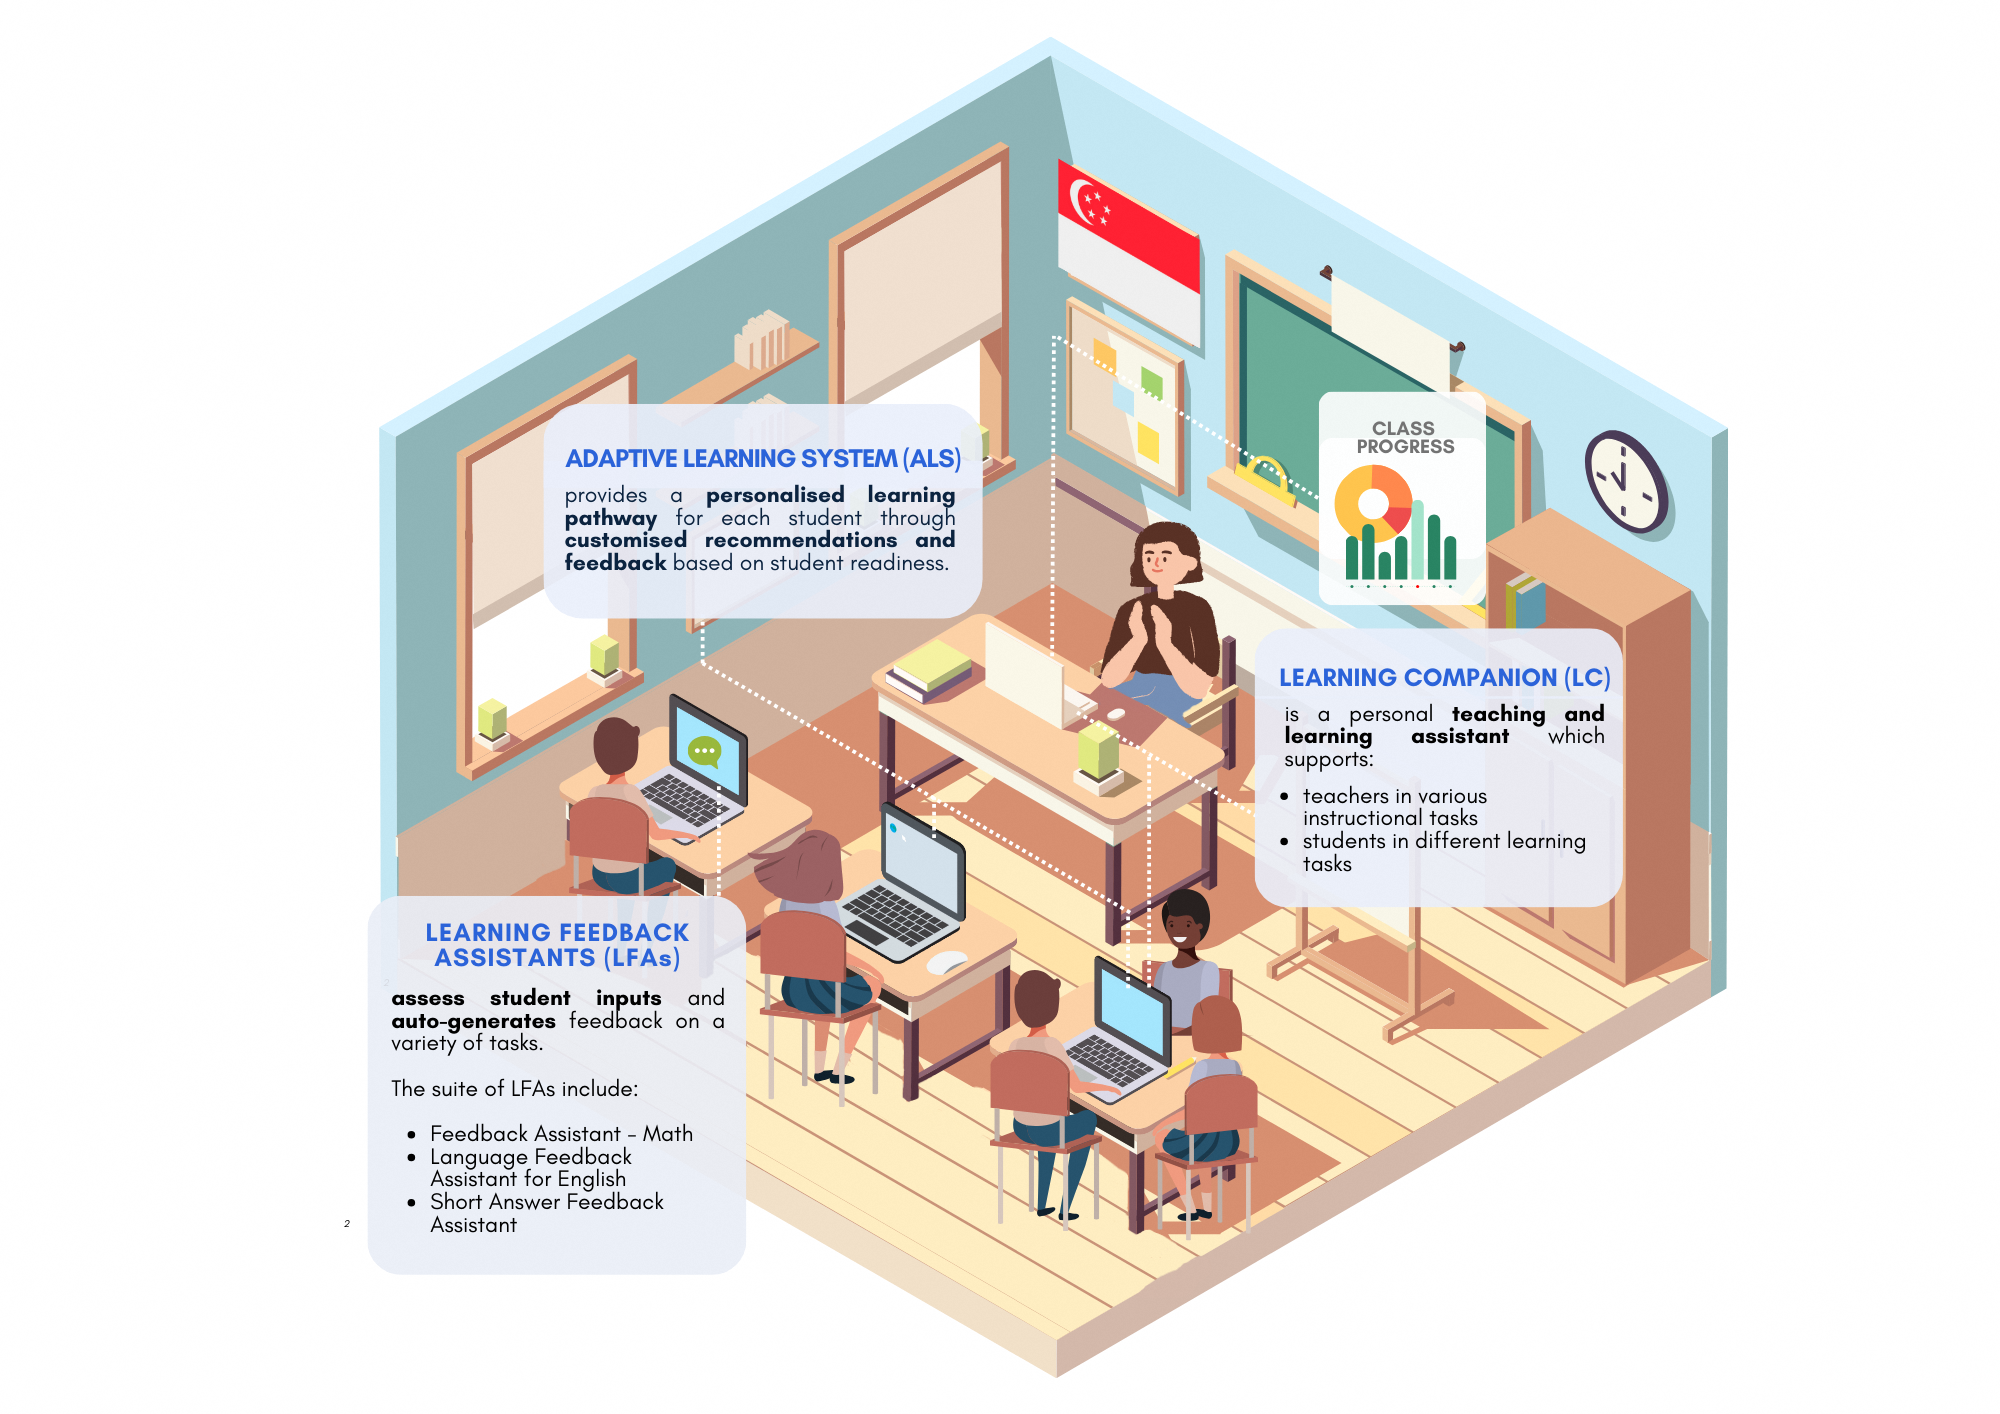 ADAPTIVE LEARNING SYSTEM (ALS)
provides a personalised learning
pathway for each student through
customised recommendations and
feedback based on student readiness.
CLASS
PROGRESS
LEARNING COMPANION (LC)
is a personal teaching and
learning assistant which
supports:
• teachers in various
instructional tasks
• students in different learning
tasks
LEARNING FEEDBACK
ASSISTANTS (LFAs)
2
assess student inputs and
auto-generates feedback on a
variety of tasks.
The suite of LFAs include:
• Feedback Assistant – Math
• Language Feedback
Assistant for English
• Short Answer Feedback
Assistant
2